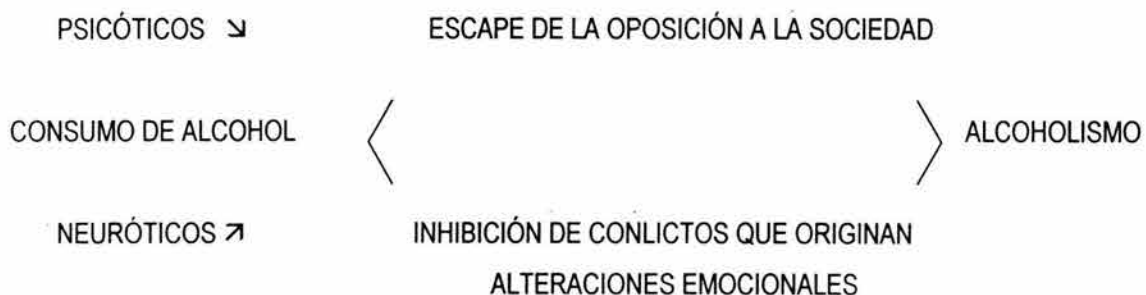 PSICÓTICOS ↘ ESCAPE DE LA OPOSICIÓN A LA SOCIEDAD
CONSUMO DE ALCOHOL ALCOHOLISMO
NEURÓTICOS ↗ INHIBICIÓN DE CONLICTOS QUE ORIGINAN
ALTERACIONES EMOCIONALES